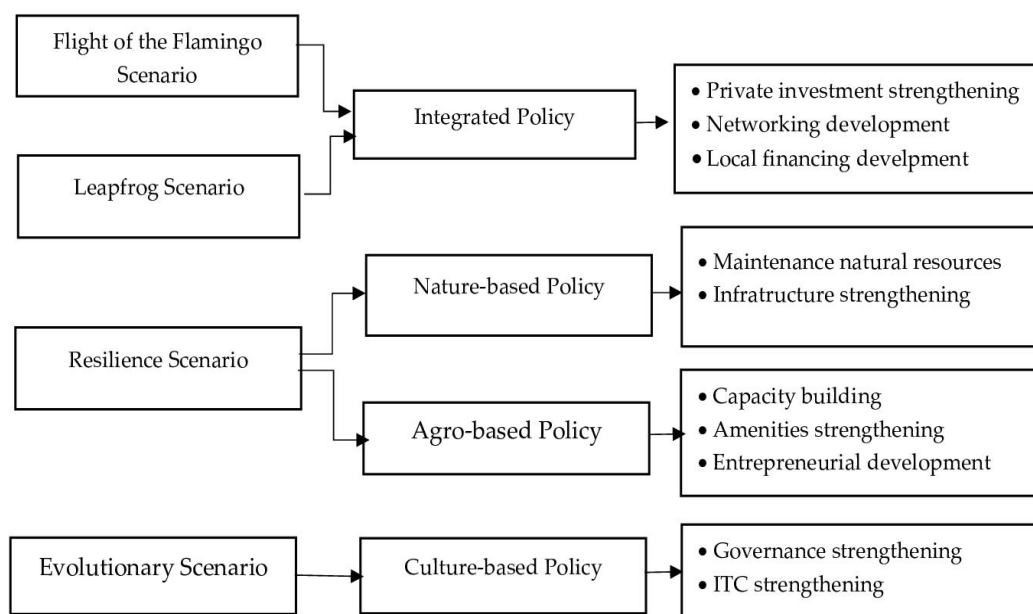 Flight of the Flamingo
Scenario
Leapfrog Scenario
Integrated Policy
• Private investment strengthening
• Networking development
• Local financing develpment
Resilience Scenario
Nature-based Policy
• Maintenance natural resources
• Infratructure strengthening
Agro-based Policy
• Capacity building
• Amenities strengthening
• Entrepreneurial development
Evolutionary Scenario
Culture-based Policy
• Governance strengthening
• ITC strengthening